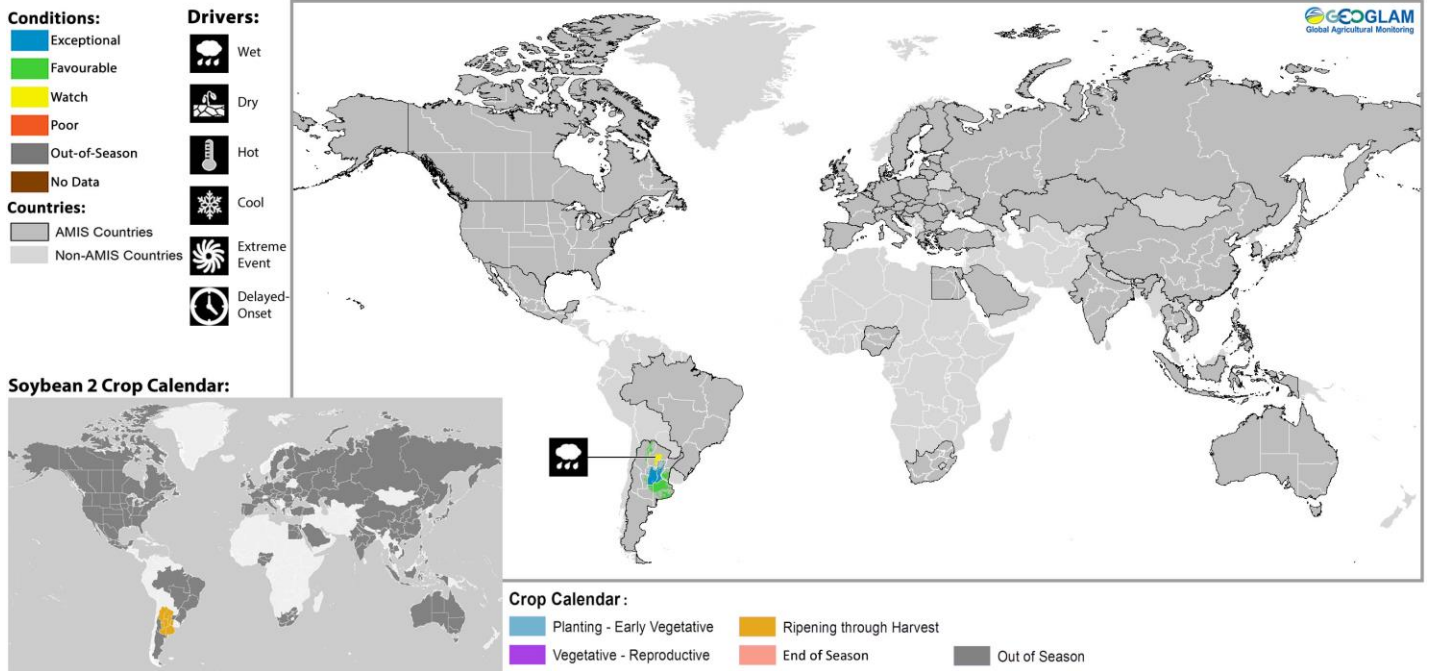 Conditions:
Exceptional
Favourable
Watch
Poor
Out-of-Season
No Data
Countries:
AMIS Countries
Non-AMIS Countries
Drivers:
Wet
Dry
Hot
Cool
Extreme
Event
Delayed-
Onset
GEOGLAM
Global Agricultural Monitoring
Soybean 2 Crop Calendar:
Crop Calendar :
Planting - Early Vegetative
Vegetative - Reproductive
Ripening through Harvest
End of Season
Out of Season